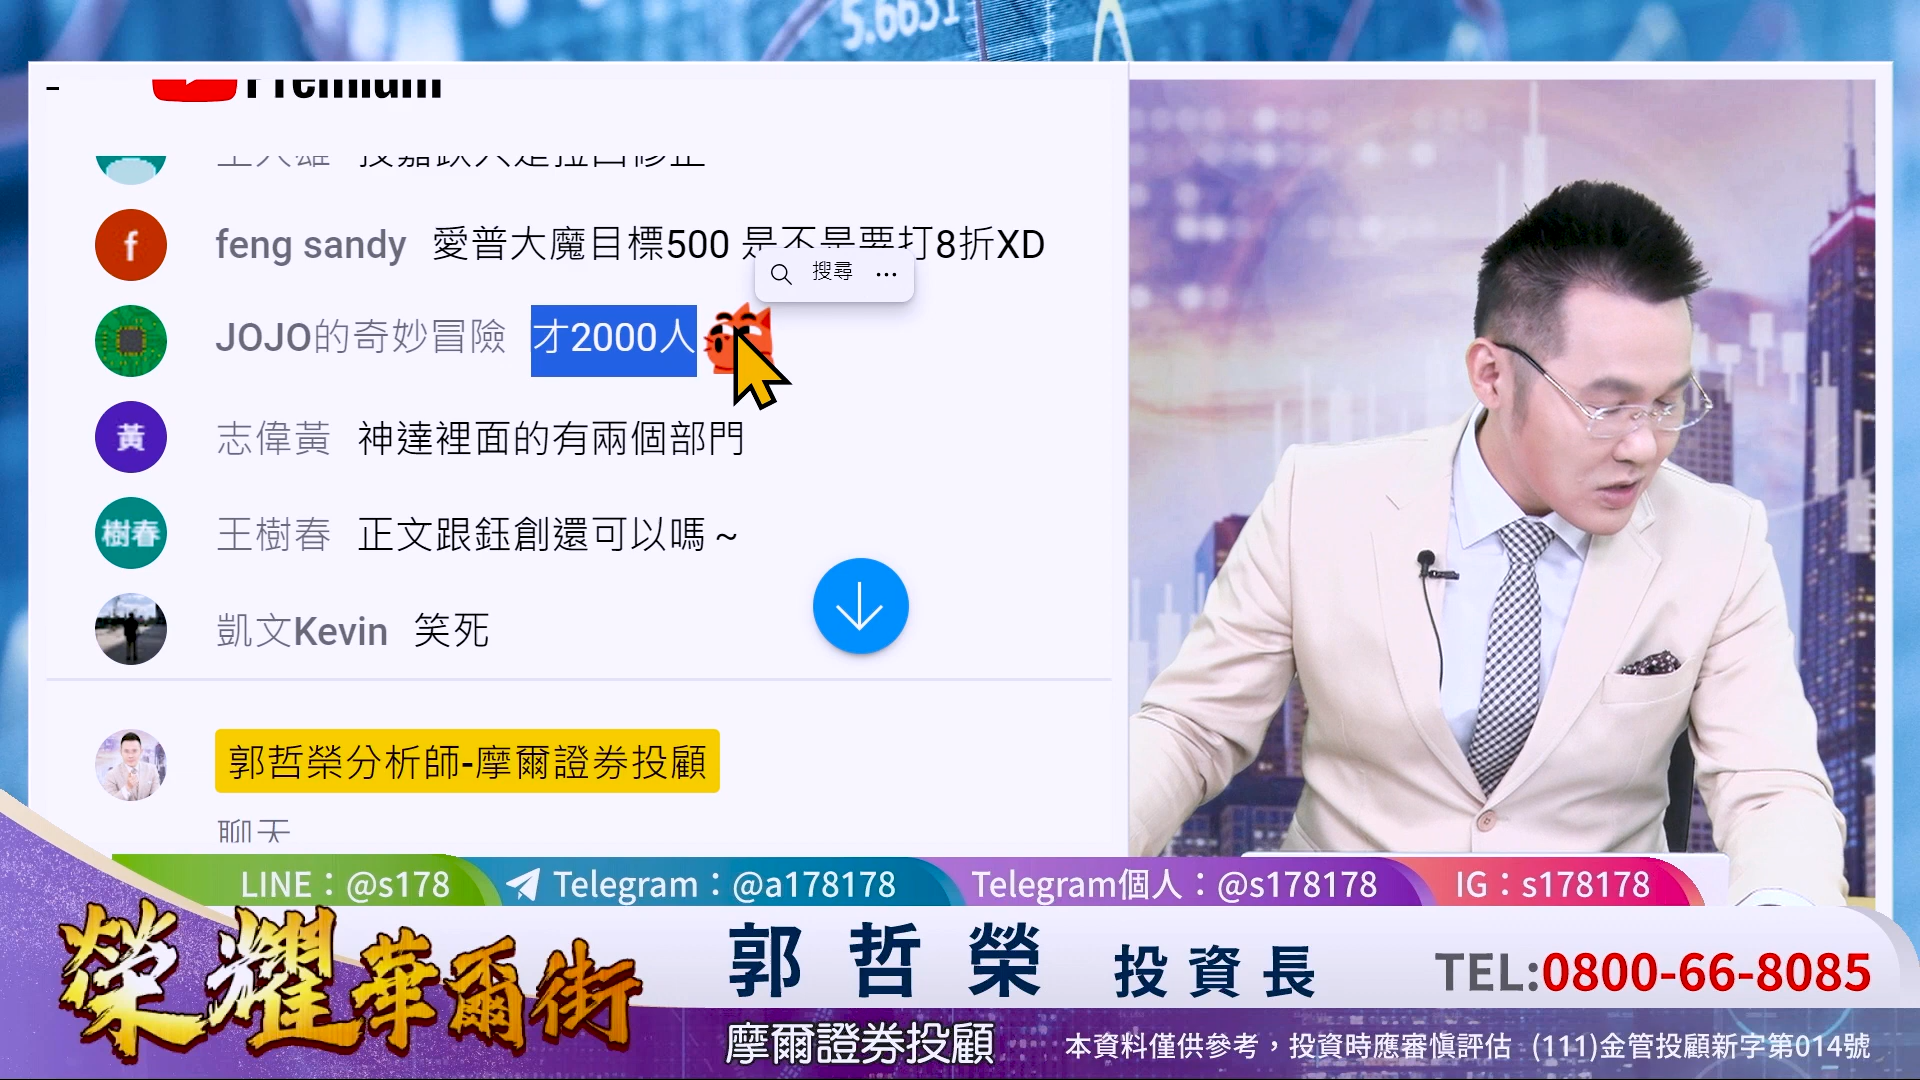 5.6631
Premium
feng sandy 愛普大魔目標500 是不是要打8折XD
搜尋 ...
f
JOJO的奇妙冒險 才2000人
黃
志偉黃 神達裡面的有兩個部門
樹春
王樹春 正文跟鈺創還可以嗎～
凱文Kevin 笑死
郭哲榮分析師-摩爾證券投顧
聊天
LINE：@s178 Telegram：@a178178 Telegram個人：@s178178 IG：s178178
榮耀華爾街
郭哲榮 投資長 TEL:0800-66-8085
摩爾證券投顧 本資料僅供參考，投資時應審慎評估 (111)金管投顧新字第014號